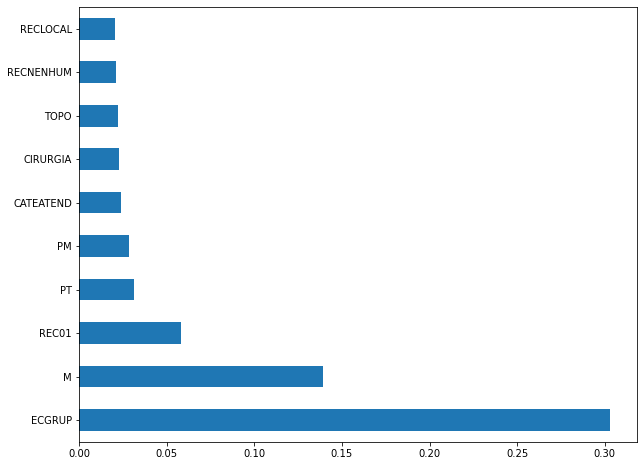 RECLOCAL
RECNENHUM
TOPO
CIRURGIA
CATEATEND
PM
PT
REC01
M
ECGRUP
0.00 0.05 0.10 0.15 0.20 0.25 0.30